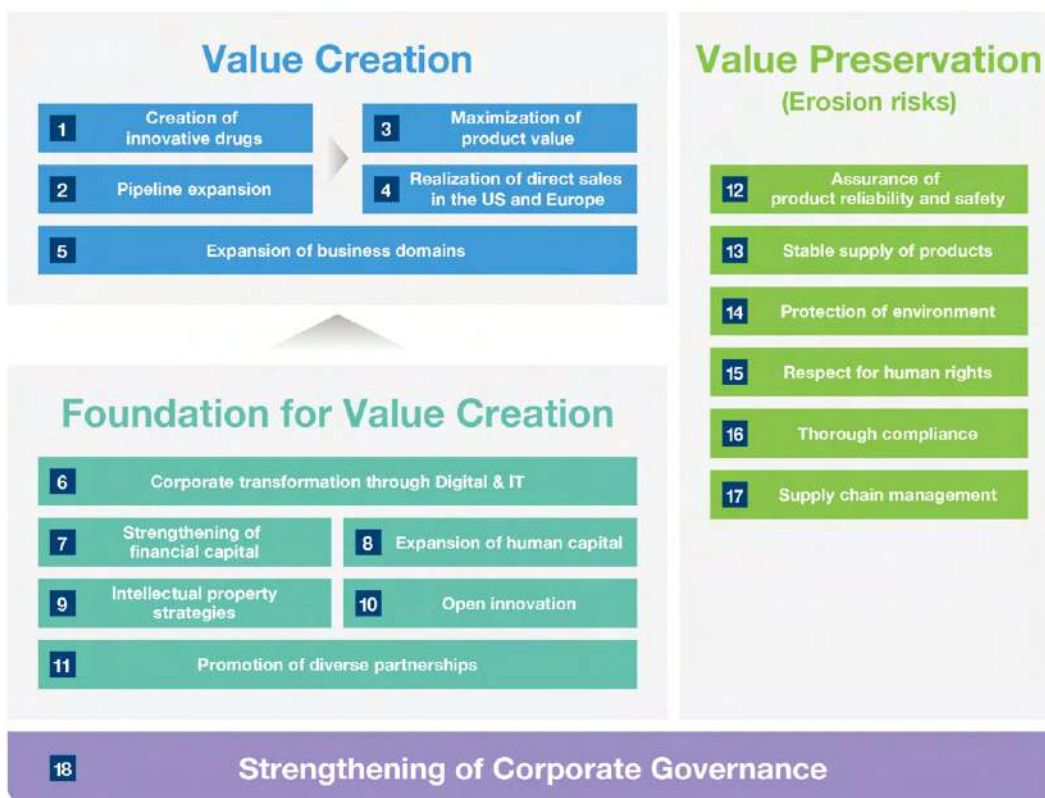 Value Creation
1
Creation of
innovative drugs
2
Pipeline expansion
3
Maximization of
product value
4
Realization of direct sales
in the US and Europe
5
Expansion of business domains
Foundation for Value Creation
6
Corporate transformation through Digital & IT
7
Strengthening of
financial capital
8
Expansion of human capital
9
Intellectual property
strategies
10
Open innovation
11
Promotion of diverse partnerships
Value Preservation
(Erosion risks)
12
Assurance of
product reliability and safety
13
Stable supply of products
14
Protection of environment
15
Respect for human rights
16
Thorough compliance
17
Supply chain management
18
Strengthening of Corporate Governance